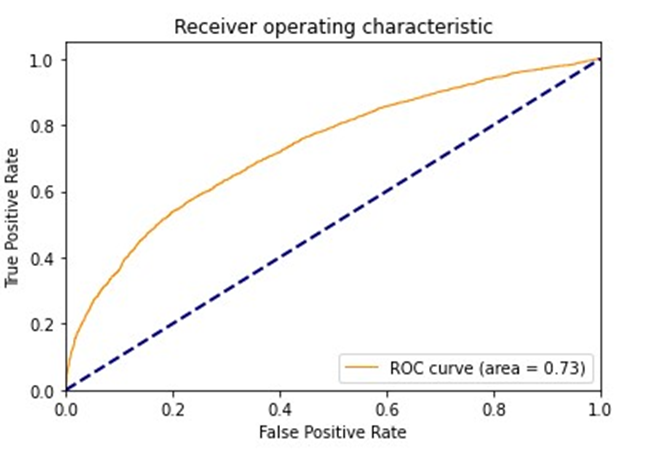 Receiver operating characteristic
1.0
0.8
0.6
0.4
0.2
0.0
True Positive Rate
ROC curve (area = 0.73)
0.0 0.2 0.4 0.6 0.8 1.0
False Positive Rate